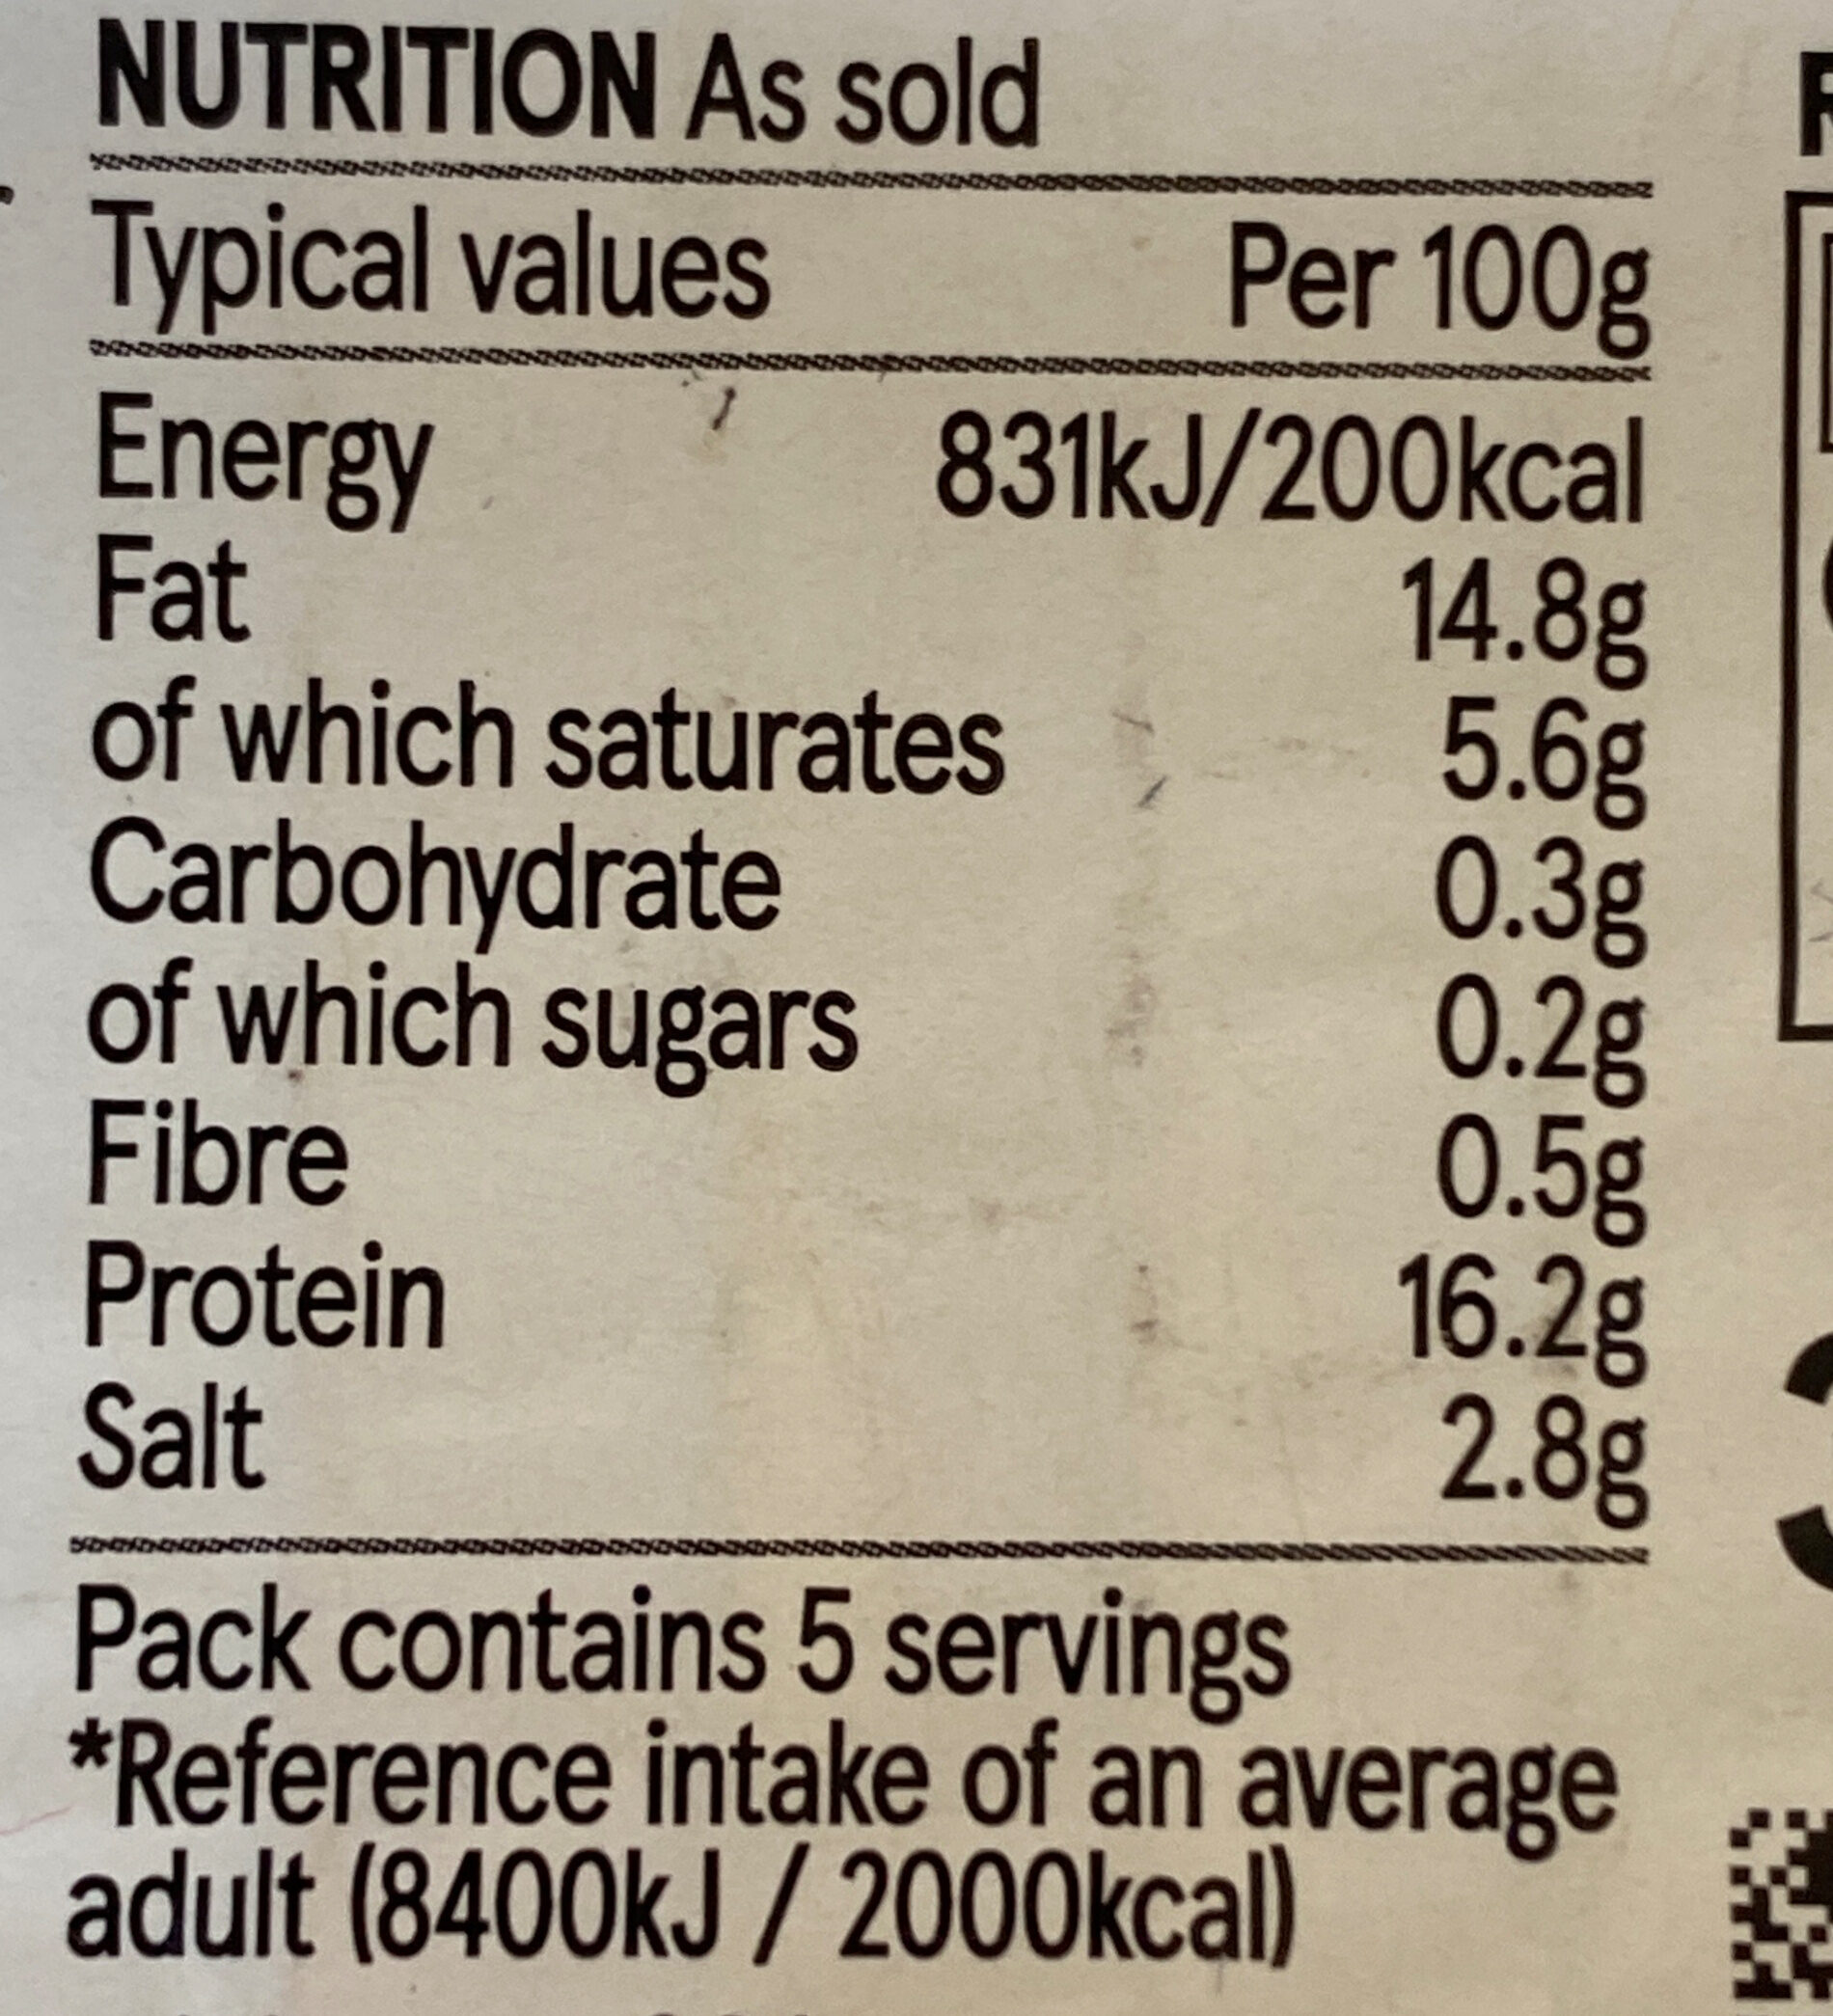 NUTRITION As sold
Typical values Per 100g
Energy 831kJ/200kcal
Fat 14.8g
of which saturates 5.6g
Carbohydrate 0.3g
of which sugars 0.2g
Fibre 0.5g
Protein 16.2g
Salt 2.8g
Pack contains 5 servings
*Reference intake of an average
adult (8400kJ / 2000kcal)